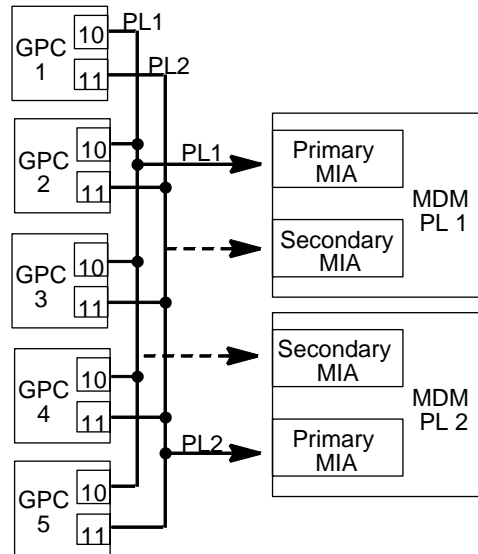 GPC
1
10
11
PL1
PL2
GPC
2
10
11
PL1
Primary
MIA
MDM
PL 1
Secondary
MIA
GPC
3
10
11
GPC
4
10
11
Secondary
MIA
MDM
PL 2
PL2
Primary
MIA
GPC
5
10
11